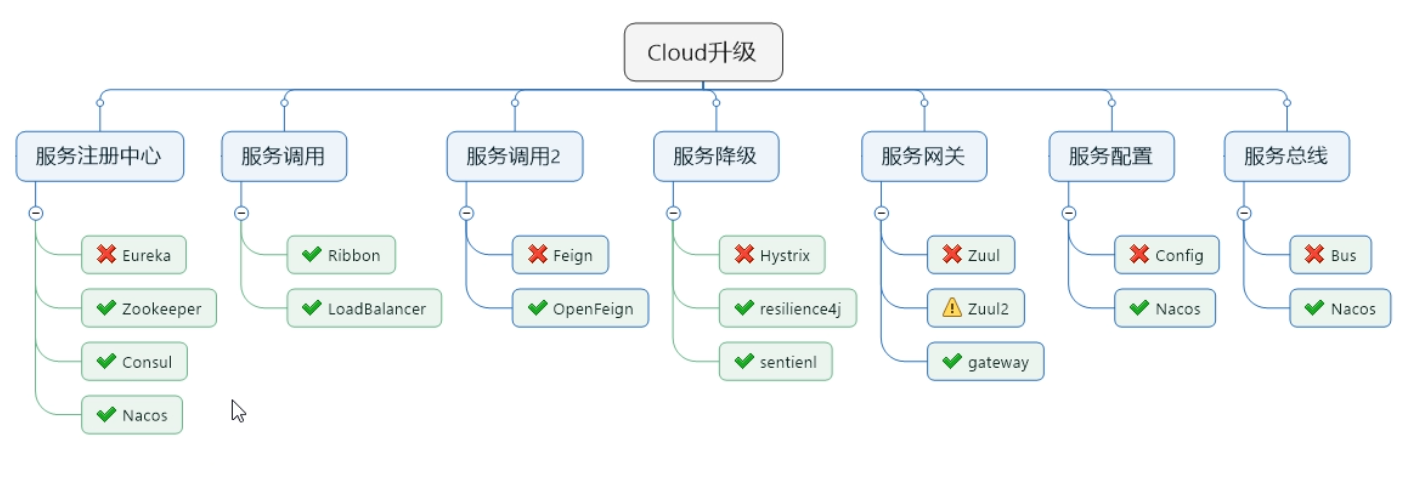 Cloud升级
服务注册中心
服务调用
服务调用2
服务降级
服务网关
服务配置
服务总线
Eureka
Zookeeper
Consul
Nacos
Ribbon
LoadBalancer
Feign
OpenFeign
Hystrix
resilience4j
sentienl
Zuul
Zuul2
gateway
Config
Nacos
Bus
Nacos